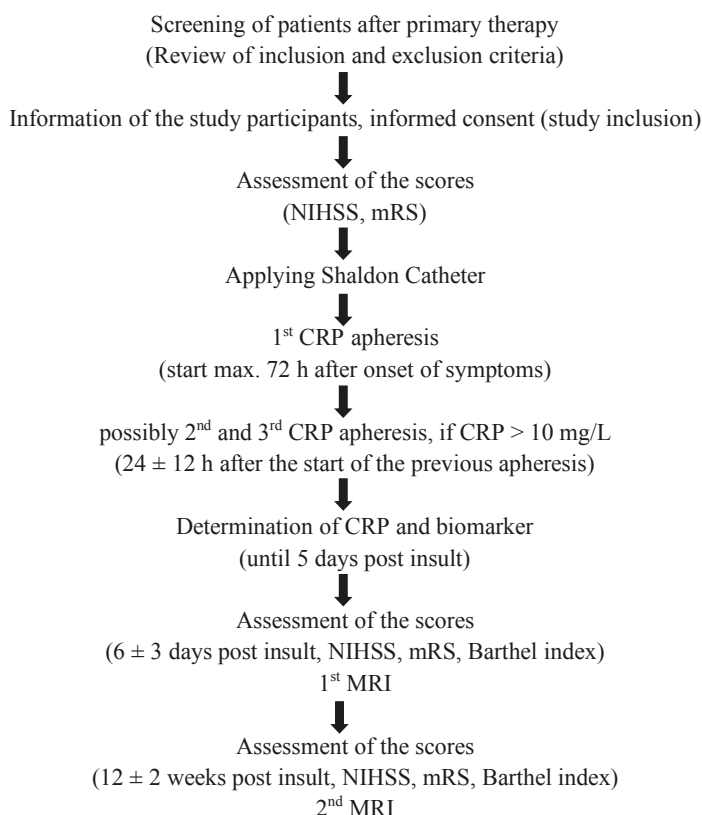 Screening of patients after primary therapy
(Review of inclusion and exclusion criteria)
Information of the study participants, informed consent (study inclusion)
Assessment of the scores
(NIHSS, mRS)
Applying Shaldon Catheter
1st CRP apheresis
(start max. 72 h after onset of symptoms)
possibly 2nd and 3rd CRP apheresis, if CRP > 10 mg/L
(24 ± 12 h after the start of the previous apheresis)
Determination of CRP and biomarker
(until 5 days post insult)
Assessment of the scores
(6 ± 3 days post insult, NIHSS, mRS, Barthel index)
1st MRI
Assessment of the scores
(12 ± 2 weeks post insult, NIHSS, mRS, Barthel index)
2nd MRI